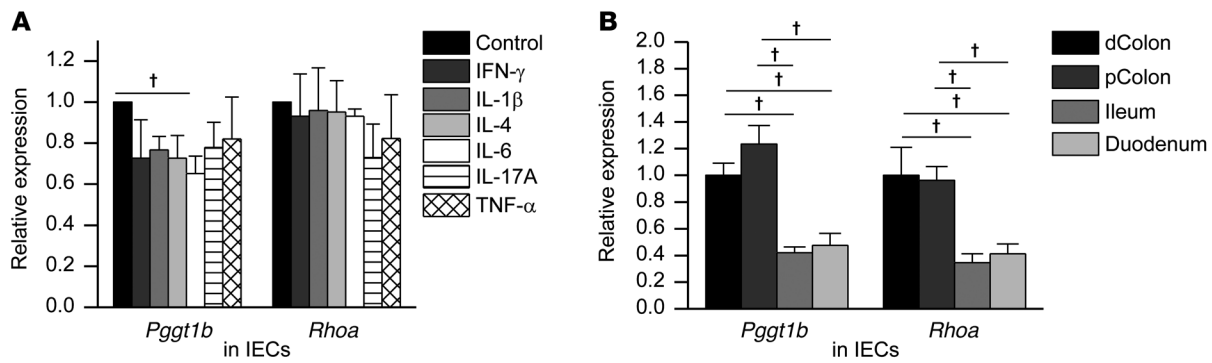 A
Relative expression
1.2
1.0
0.8
0.6
0.4
0.2
0.0
†
Pggt1b
Rhoa
in IECs
Control
IFN-γ
IL-1β
IL-4
IL-6
IL-17A
TNF-α
B
Relative expression
2.0
1.8
1.6
1.4
1.2
1.0
0.8
0.6
0.4
0.2
0.0
†
†
†
†
†
†
†
†
Pggt1b
Rhoa
in IECs
dColon
pColon
Ileum
Duodenum